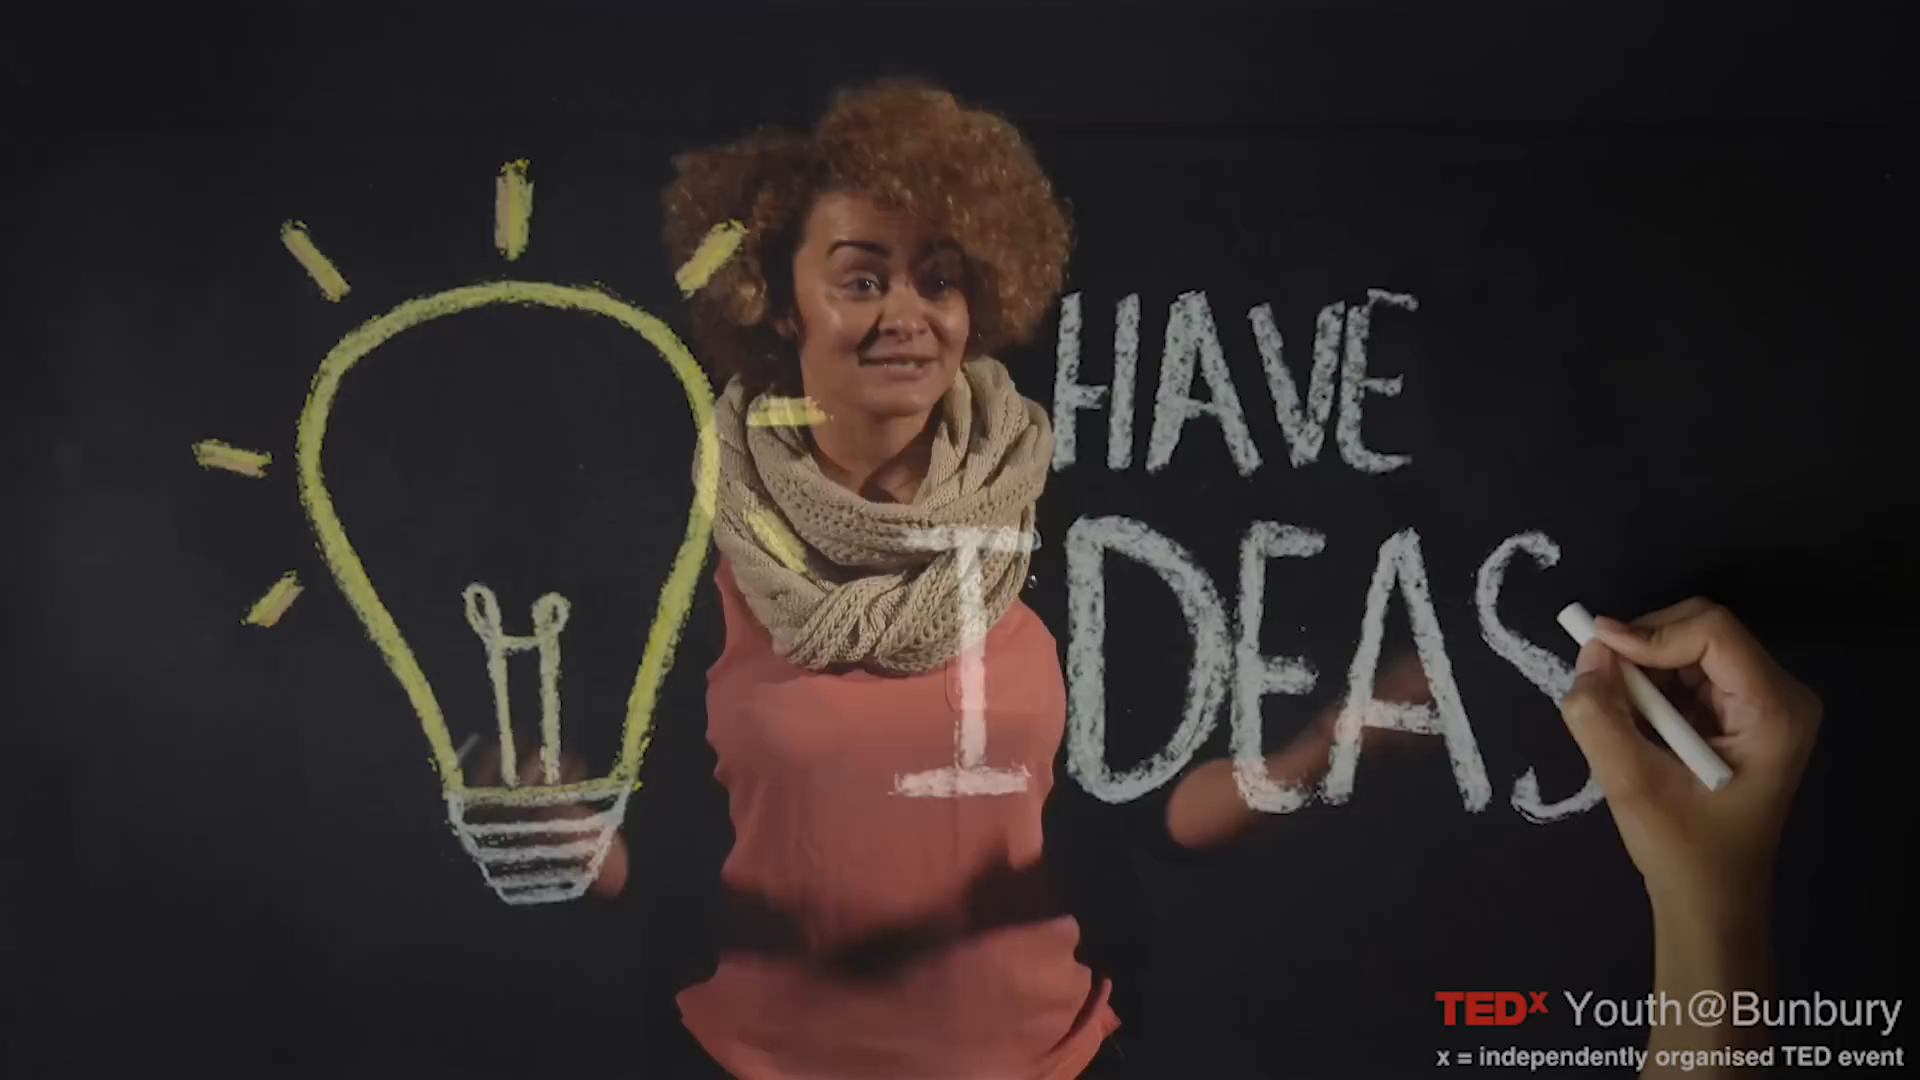 HAVE
IDEAS
TEDx Youth@Bunbury
x = independently organised TED event